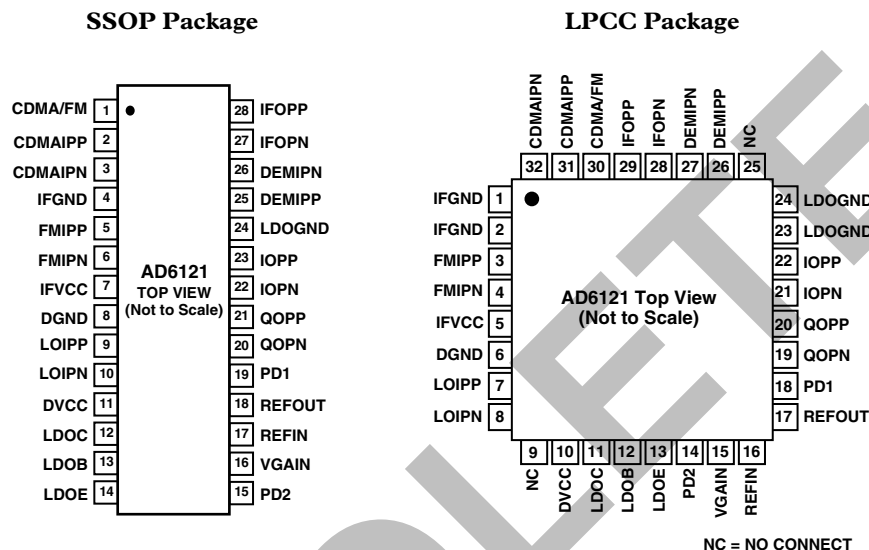 SSOP Package
CDMA/FM 1
CDMAIPP 2
CDMAIPN 3
IFGND 4
FMIPP 5
FMIPN 6
IFVCC 7
DGND 8
LOIPP 9
LOIPN 10
DVCC 11
LDOC 12
LDOB 13
LDOE 14
AD6121
TOP VIEW
(Not to Scale)
28 IFOPP
27 IFOPN
26 DEMIPN
25 DEMIPP
24 LDOGND
23 IOPP
22 IOPN
21 QOPP
20 QOPN
19 PD1
18 REFOUT
17 REFIN
16 VGAIN
15 PD2
LPCC Package
CDMAIPN
CDMAIPP
CDMA/FM
IFOPP
IFOPN
DEMIPN
DEMIPP
NC
32 31 30 29 28 27 26 25
IFGND 1
IFGND 2
FMIPP 3
FMIPN 4
IFVCC 5
DGND 6
LOIPP 7
LOIPN 8
AD6121 Top View
(Not to Scale)
24 LDOGND
23 LDOGND
22 IOPP
21 IOPN
20 QOPP
19 QOPN
18 PD1
17 REFOUT
9 10 11 12 13 14 15 16
NC
DVCC
LDOC
LDOB
LDOE
PD2
VGAIN
REFIN
NC = NO CONNECT
OLETE